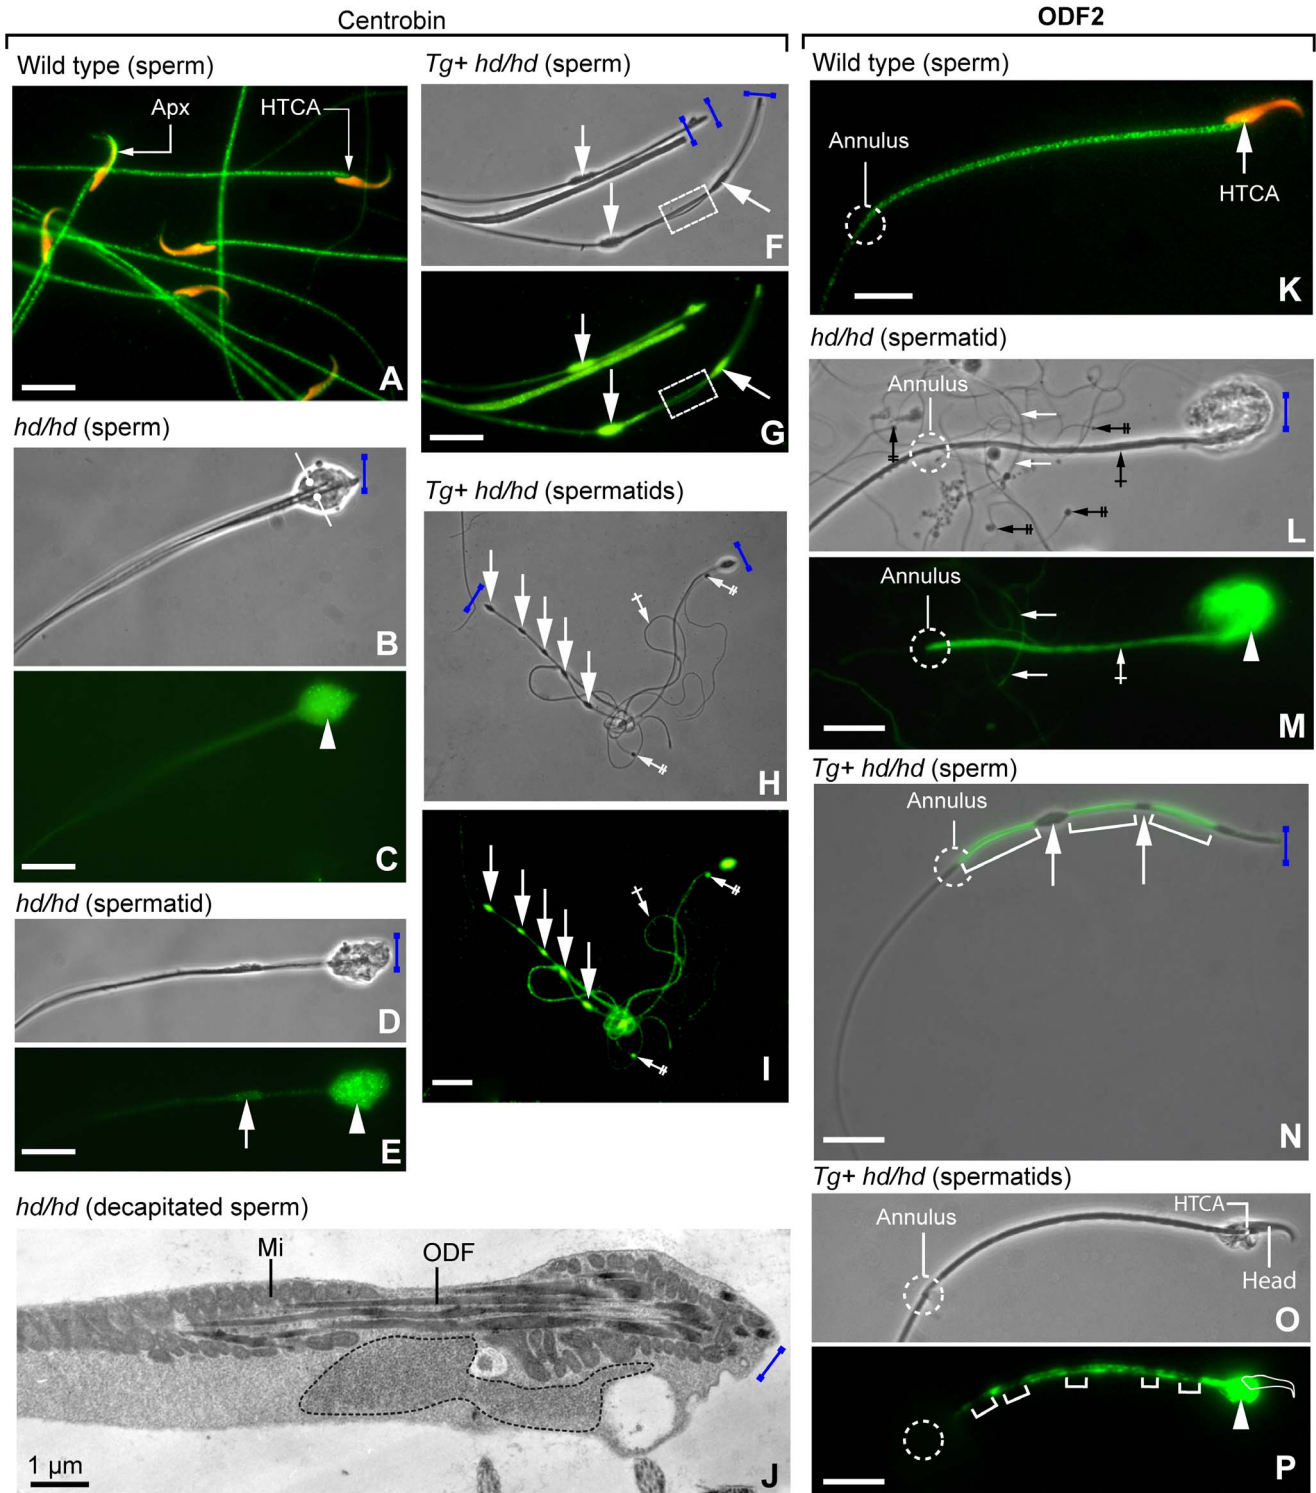 Centrobin
Wild type (sperm)
Apx
HTCA
A
hd/hd (sperm)
B
C
hd/hd (spermatid)
D
E
Tg+ hd/hd (sperm)
F
G
Tg+ hd/hd (spermatids)
H
I
hd/hd (decapitated sperm)
Mi
ODF
1 µm
J
ODF2
Wild type (sperm)
Annulus
HTCA
K
hd/hd (spermatid)
Annulus
L
Annulus
M
Tg+ hd/hd (sperm)
Annulus
N
Tg+ hd/hd (spermatids)
HTCA
Annulus
Head
O
P